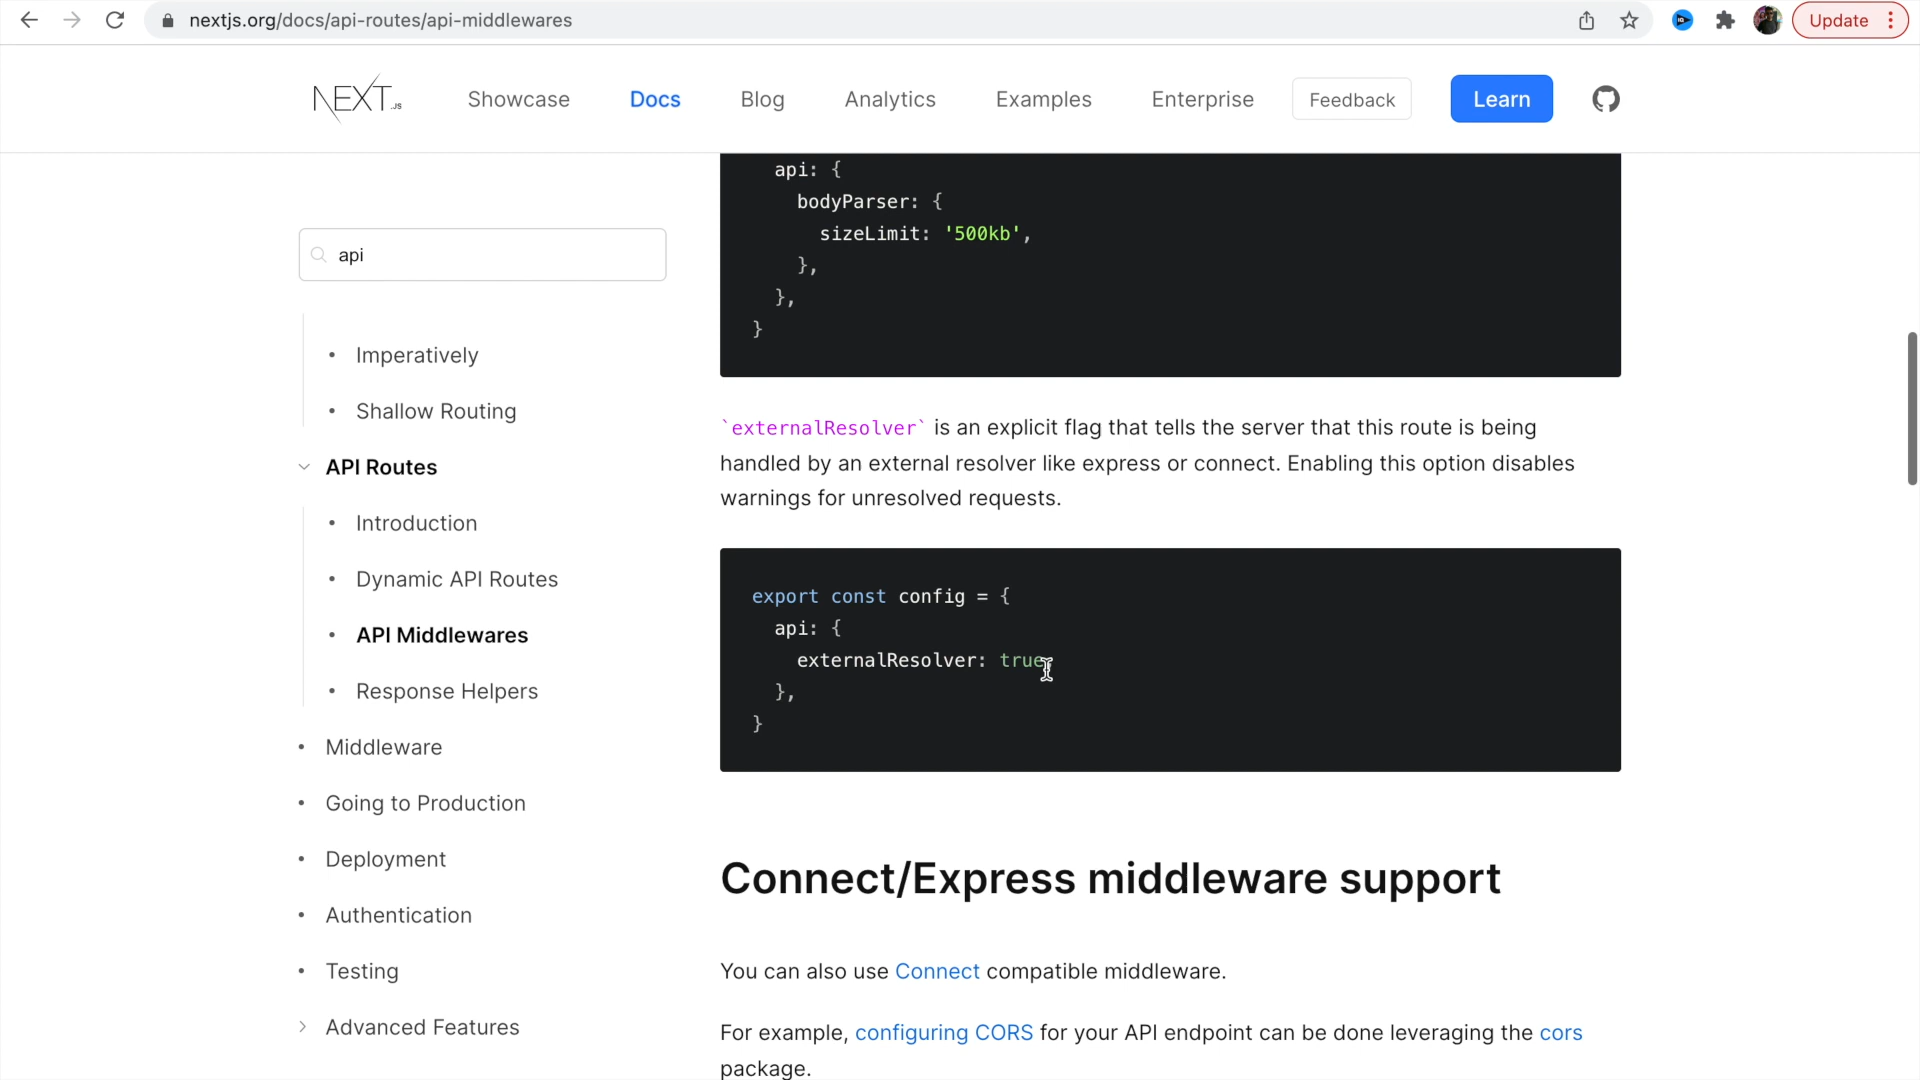 nextjs.org/docs/api-routes/api-middlewares
Update
NEXT.JS
Showcase
Docs
Blog
Analytics
Examples
Enterprise
Feedback
Learn
api
Imperatively
Shallow Routing
API Routes
Introduction
Dynamic API Routes
API Middlewares
Response Helpers
Middleware
Going to Production
Deployment
Authentication
Testing
Advanced Features
api: {
bodyParser: {
sizeLimit: '500kb',
},
},
}
`externalResolver` is an explicit flag that tells the server that this route is being
handled by an external resolver like express or connect. Enabling this option disables
warnings for unresolved requests.
export const config = {
api: {
externalResolver: true,
},
}
Connect/Express middleware support
You can also use Connect compatible middleware.
For example, configuring CORS for your API endpoint can be done leveraging the cors
package.